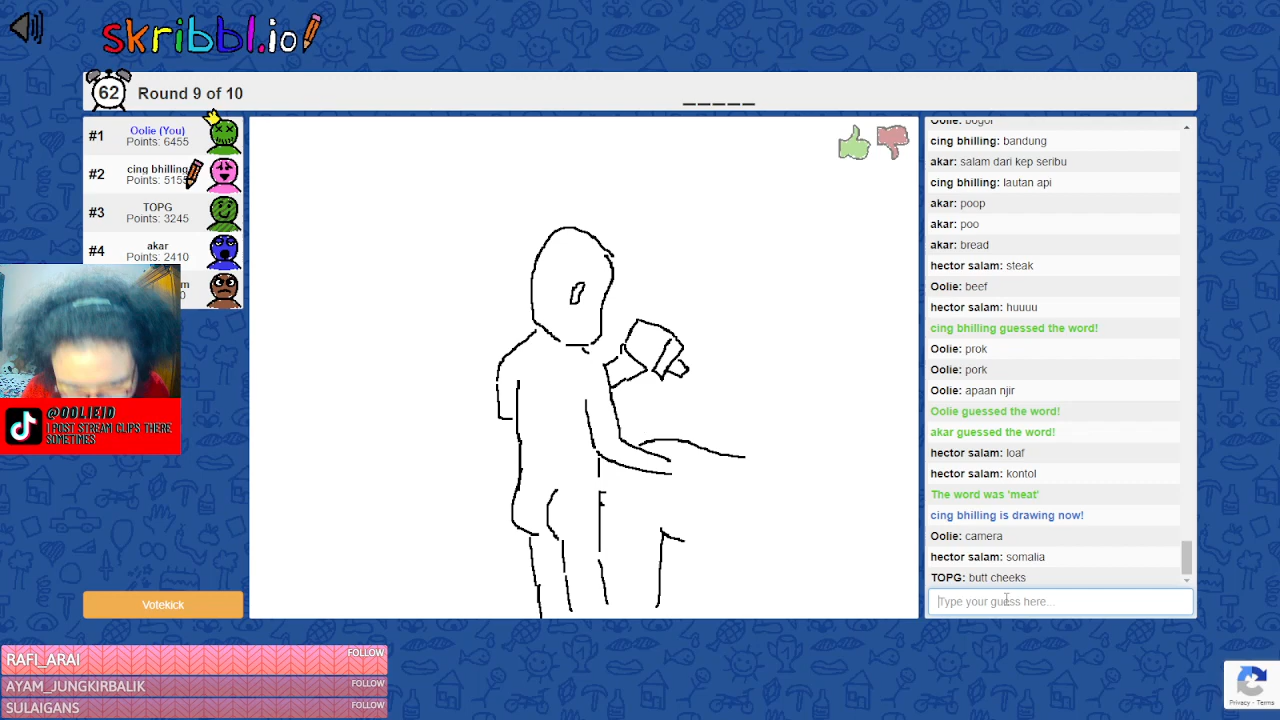 skribbl.io
62
Round 9 of 10
_ _ _ _ _
#1 Oolie (You)
Points: 6455
#2 cing bhilling
Points: 5155
#3 TOPG
Points: 3245
#4 akar
Points: 2410
@OOLIEID
I POST STREAM CLIPS THERE
SOMETIMES
Votekick
RAFI_ARAI FOLLOW
AYAM_JUNGKIRBALIK FOLLOW
SULAIGANS FOLLOW
Oolie: bogor
cing bhilling: bandung
akar: salam dari kep seribu
cing bhilling: lautan api
akar: poop
akar: poo
akar: bread
hector salam: steak
Oolie: beef
hector salam: huuuu
cing bhilling guessed the word!
Oolie: prok
Oolie: pork
Oolie: apaan njir
Oolie guessed the word!
akar guessed the word!
hector salam: loaf
hector salam: kontol
The word was 'meat'
cing bhilling is drawing now!
Oolie: camera
hector salam: somalia
TOPG: butt cheeks
Type your guess here...
Privacy - Terms